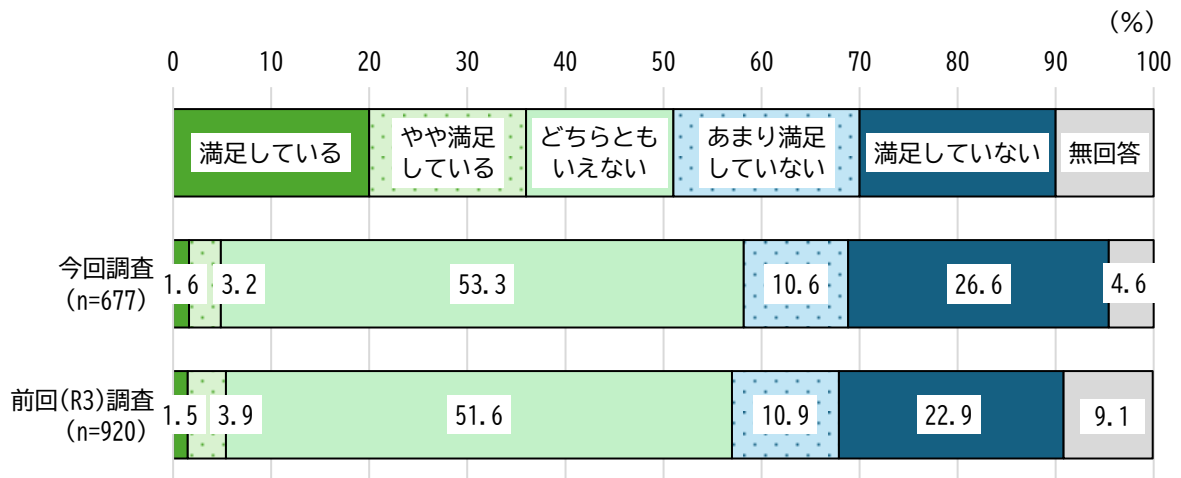 (％)
0 10 20 30 40 50 60 70 80 90 100
満足している
やや満足
している
どちらとも
いえない
あまり満足
していない
満足していない
無回答
今回調査
(n=677)
1.6 3.2 53.3 10.6 26.6 4.6
前回(R3)調査
(n=920)
1.5 3.9 51.6 10.9 22.9 9.1